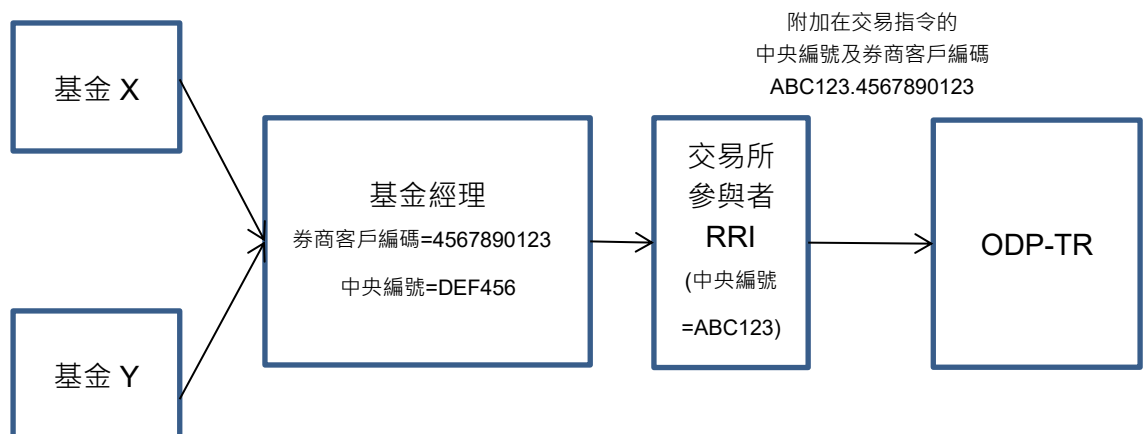 附加在交易指令的
中央編號及券商客戶編碼
ABC123.4567890123
基金 X
基金經理
券商客戶編碼=4567890123
中央編號=DEF456
交易所
參與者
RRI
(中央編號
=ABC123)
ODP-TR
基金 Y